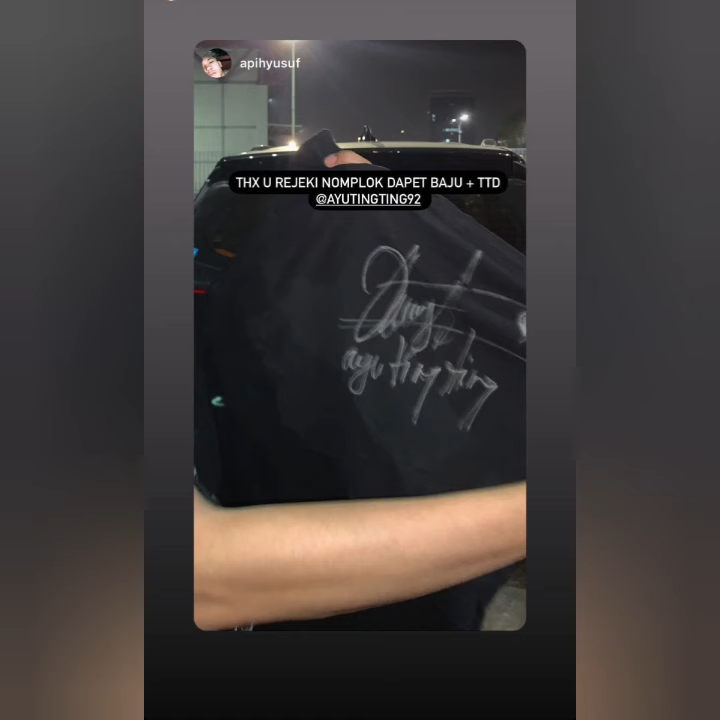 apihyusuf
THX U REJEKI NOMPLOK DAPET BAJU + TTD
@AYUTINGTING92
ayu ting ting